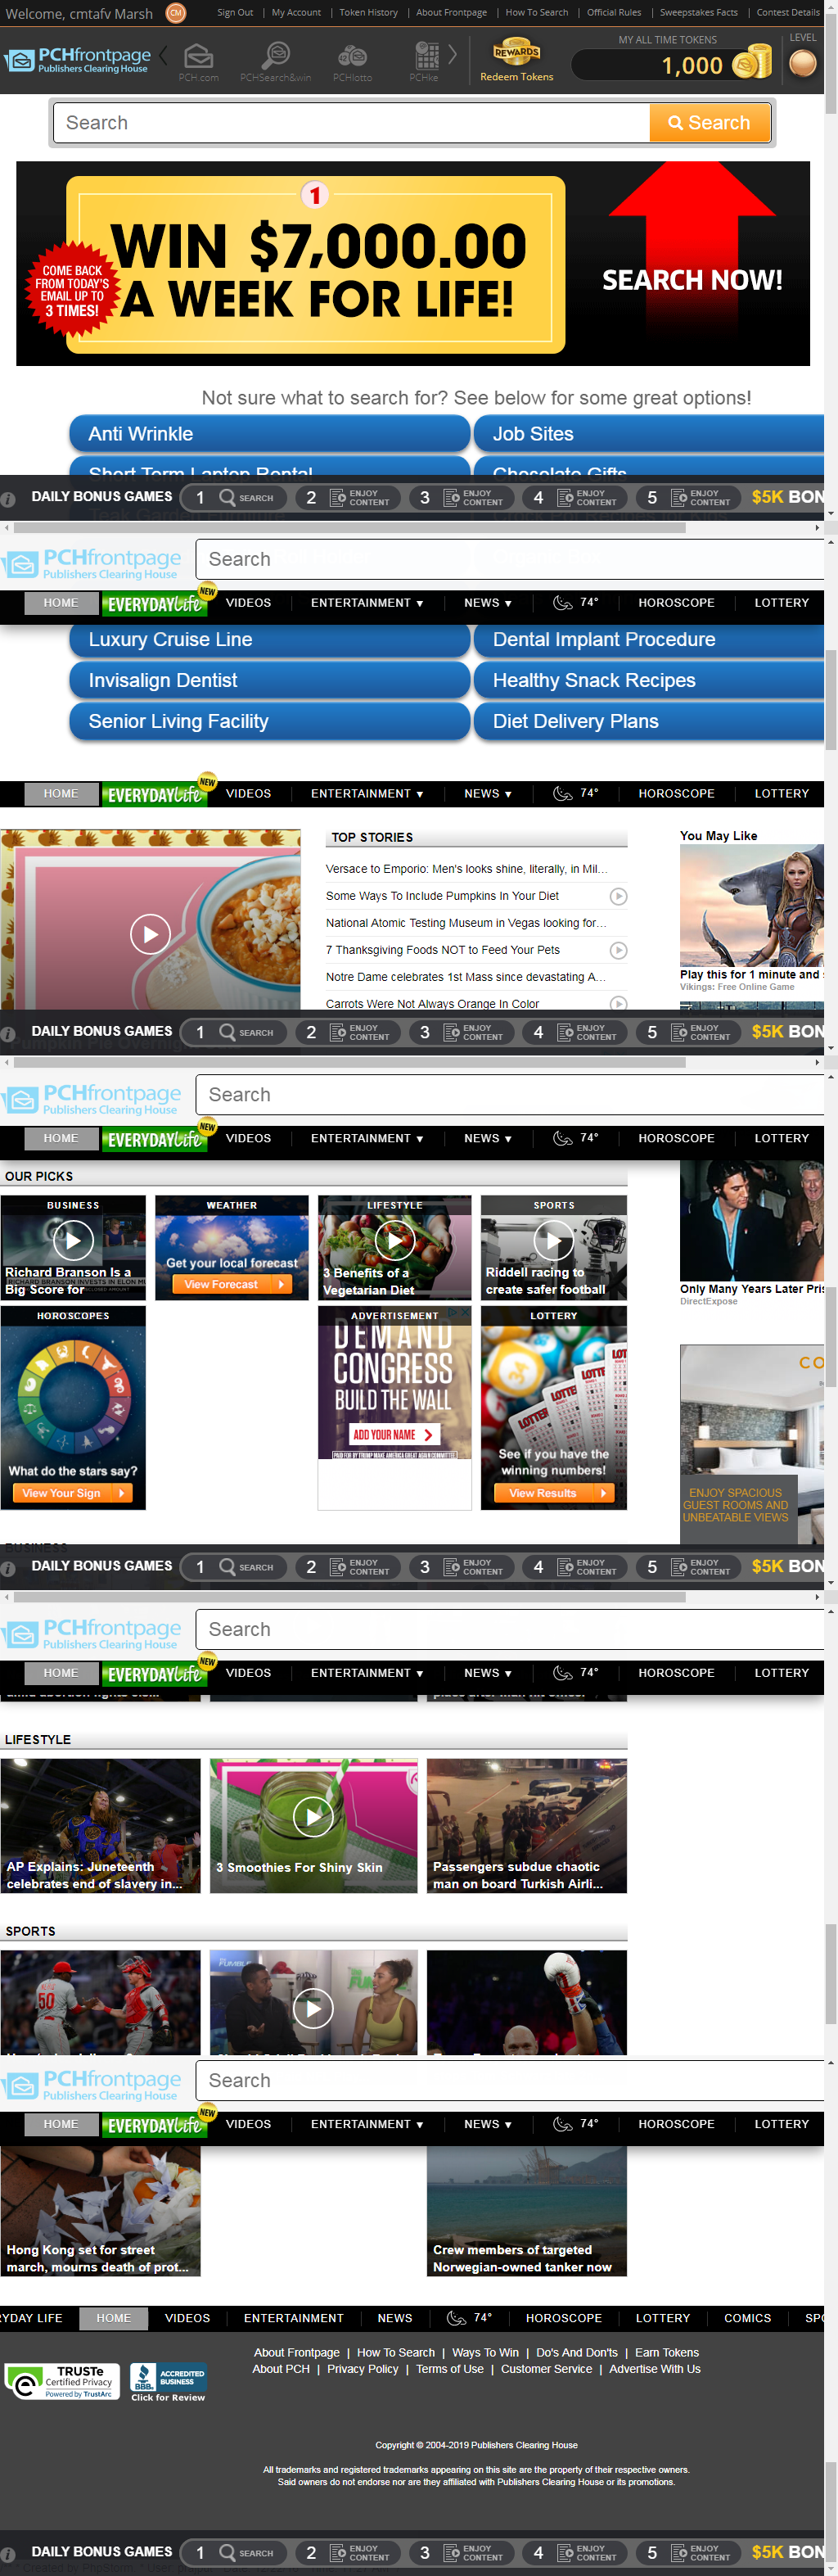 Welcome, cmtafv Marsh CM Sign Out | My Account | Token History | About Frontpage | How To Search | Official Rules | Sweepstakes Facts | Contest Details
PCHfrontpage
Publishers Clearing House
PCH.com PCHSearch&win PCHlotto PCHke
REWARDS
Redeem Tokens
MY ALL TIME TOKENS
1,000
LEVEL
Search Search
1
WIN $7,000.00
A WEEK FOR LIFE!
COME BACK
FROM TODAY'S
EMAIL UP TO
3 TIMES!
SEARCH NOW!
Not sure what to search for? See below for some great options!
Anti Wrinkle Job Sites
Short Term Laptop Rental Chocolate Gifts
DAILY BONUS GAMES 1 SEARCH 2 ENJOY CONTENT 3 ENJOY CONTENT 4 ENJOY CONTENT 5 ENJOY CONTENT $5K BON
Teak Garden Furniture Crock Pot Recipes for Kids
PCHfrontpage
Publishers Clearing House
Search
HOME EVERYDAYLife NEW VIDEOS ENTERTAINMENT ▼ NEWS ▼ 74° HOROSCOPE LOTTERY
Luxury Cruise Line Dental Implant Procedure
Invisalign Dentist Healthy Snack Recipes
Senior Living Facility Diet Delivery Plans
HOME EVERYDAYLife NEW VIDEOS ENTERTAINMENT ▼ NEWS ▼ 74° HOROSCOPE LOTTERY
TOP STORIES
Versace to Emporio: Men's looks shine, literally, in Mil...
Some Ways To Include Pumpkins In Your Diet
National Atomic Testing Museum in Vegas looking for...
7 Thanksgiving Foods NOT to Feed Your Pets
Notre Dame celebrates 1st Mass since devastating A...
Carrots Were Not Always Orange In Color
You May Like
Play this for 1 minute and
Vikings: Free Online Game
DAILY BONUS GAMES 1 SEARCH 2 ENJOY CONTENT 3 ENJOY CONTENT 4 ENJOY CONTENT 5 ENJOY CONTENT $5K BON
Pumpkin Pie
PCHfrontpage
Publishers Clearing House
Search
HOME EVERYDAYLife NEW VIDEOS ENTERTAINMENT ▼ NEWS ▼ 74° HOROSCOPE LOTTERY
OUR PICKS
BUSINESS WEATHER LIFESTYLE SPORTS
Richard Branson Is a
Big Score for
Get your local forecast
View Forecast
3 Benefits of a
Vegetarian Diet
Riddell racing to
create safer football
Only Many Years Later Pris
DirectExpose
HOROSCOPES ADVERTISEMENT LOTTERY
What do the stars say?
View Your Sign
DEMAND
CONGRESS
BUILD THE WALL
ADD YOUR NAME
PAID FOR BY TRUMP MAKE AMERICA GREAT AGAIN COMMITTEE
LOTTER
See if you have the
winning numbers!
View Results
CO
ENJOY SPACIOUS
GUEST ROOMS AND
UNBEATABLE VIEWS
BUSINESS
DAILY BONUS GAMES 1 SEARCH 2 ENJOY CONTENT 3 ENJOY CONTENT 4 ENJOY CONTENT 5 ENJOY CONTENT $5K BON
PCHfrontpage
Publishers Clearing House
Search
HOME EVERYDAYLife NEW VIDEOS ENTERTAINMENT ▼ NEWS ▼ 74° HOROSCOPE LOTTERY
LIFESTYLE
AP Explains: Juneteenth
celebrates end of slavery in...
3 Smoothies For Shiny Skin
Passengers subdue chaotic
man on board Turkish Airli...
SPORTS
50
PCHfrontpage
Publishers Clearing House
Search
HOME EVERYDAYLife NEW VIDEOS ENTERTAINMENT ▼ NEWS ▼ 74° HOROSCOPE LOTTERY
Hong Kong set for street
march, mourns death of prot...
Crew members of targeted
Norwegian-owned tanker now
RYDAY LIFE HOME VIDEOS ENTERTAINMENT NEWS 74° HOROSCOPE LOTTERY COMICS SPO
TRUSTe
Certified Privacy
Powered by TrustArc
BBB
ACCREDITED
BUSINESS
Click for Review
About Frontpage | How To Search | Ways To Win | Do's And Don'ts | Earn Tokens
About PCH | Privacy Policy | Terms of Use | Customer Service | Advertise With Us
Copyright © 2004-2019 Publishers Clearing House
All trademarks and registered trademarks appearing on this site are the property of their respective owners.
Said owners do not endorse nor are they affiliated with Publishers Clearing House or its promotions.
DAILY BONUS GAMES 1 SEARCH 2 ENJOY CONTENT 3 ENJOY CONTENT 4 ENJOY CONTENT 5 ENJOY CONTENT $5K BON